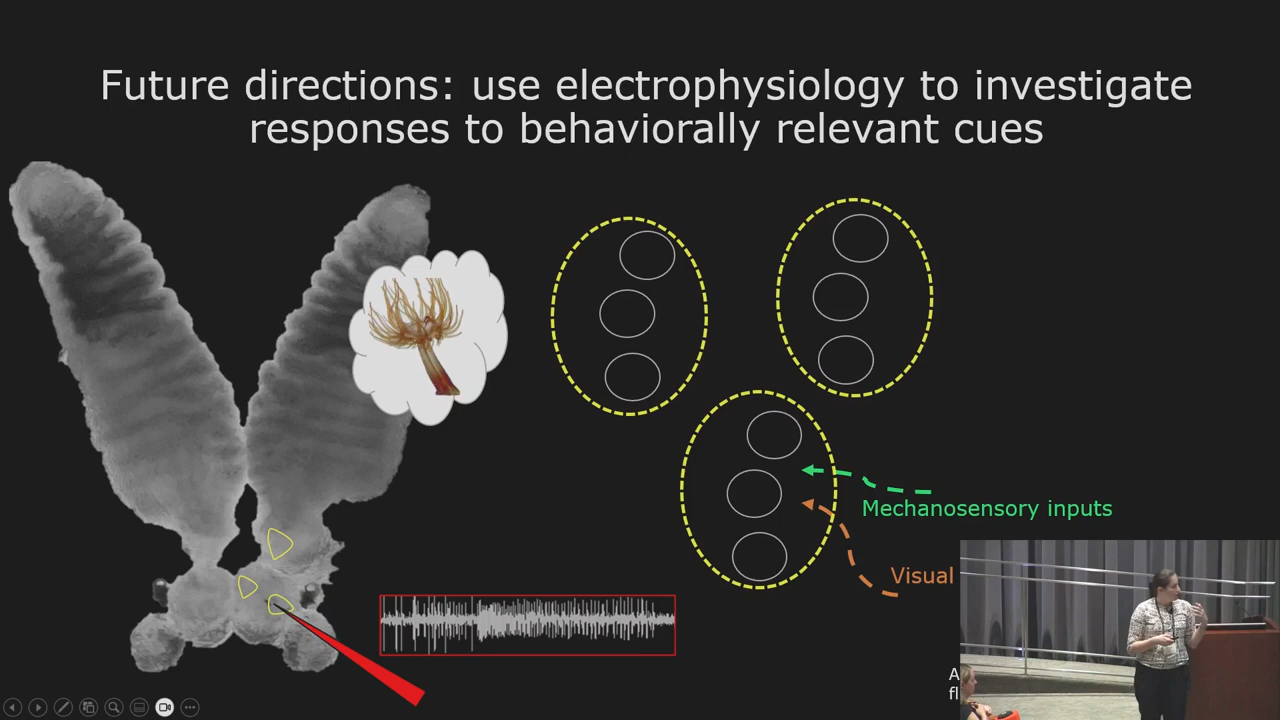 Future directions: use electrophysiology to investigate
responses to behaviorally relevant cues
Mechanosensory inputs
Visual